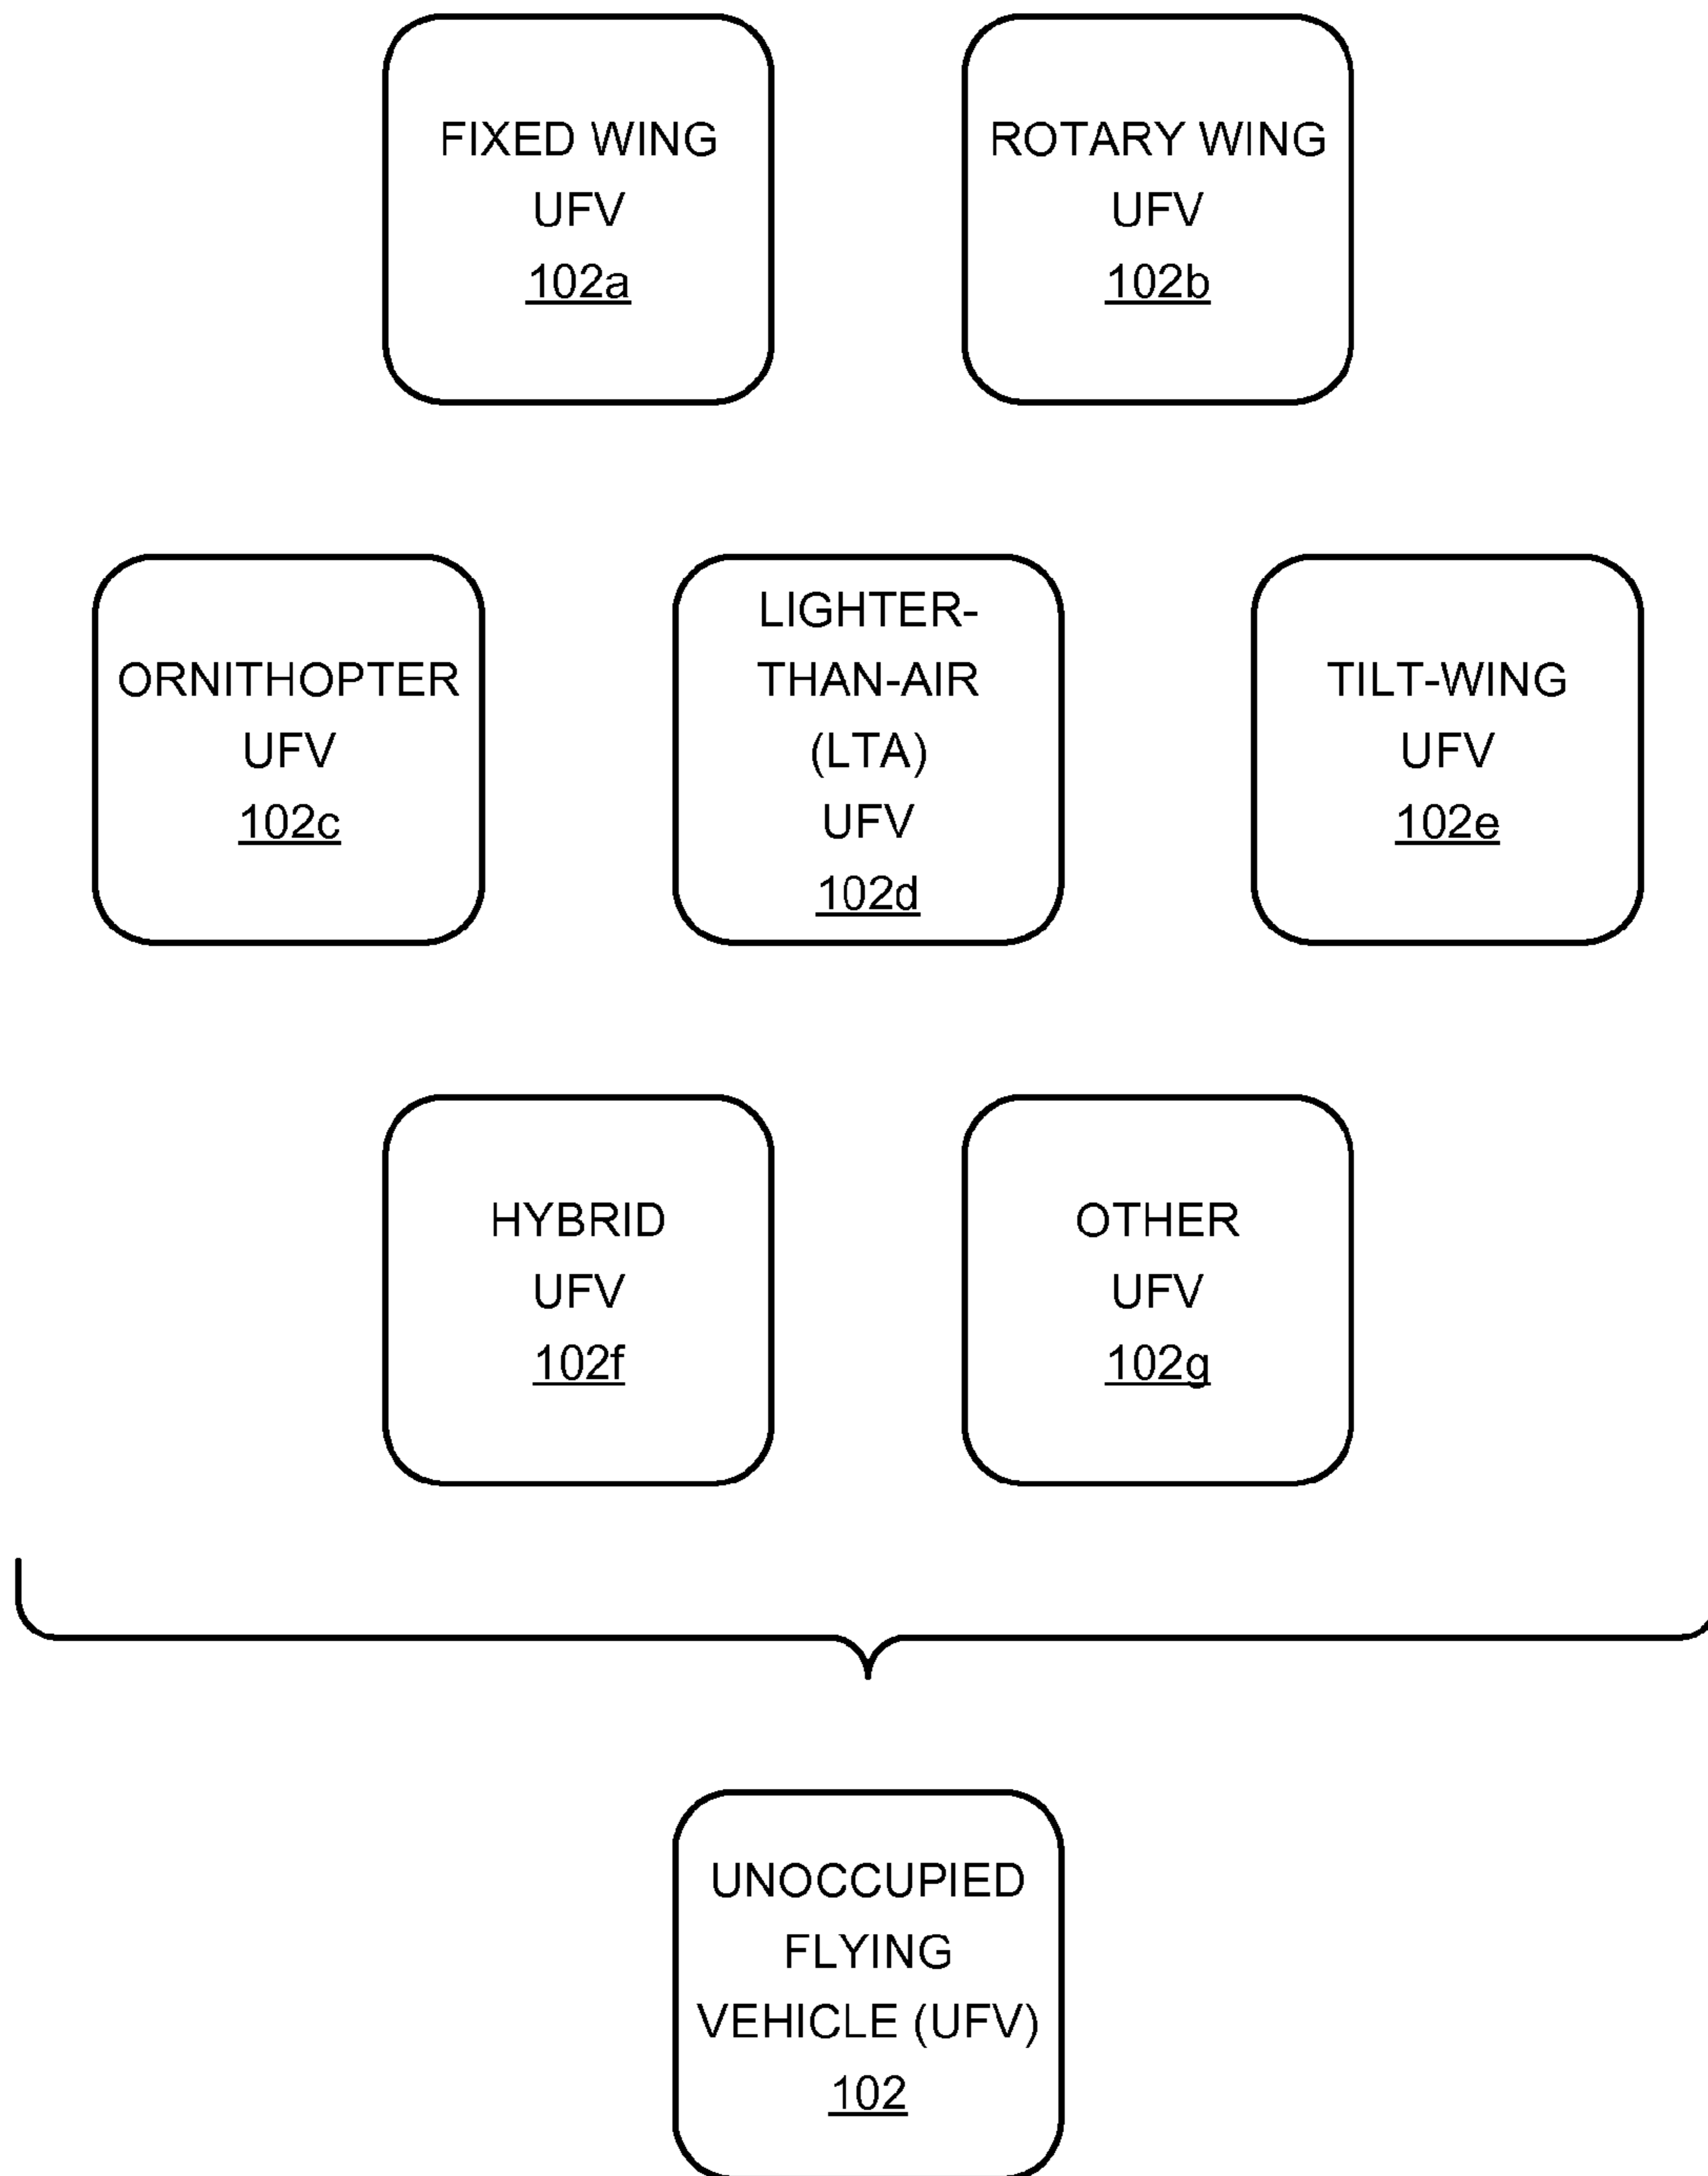 FIXED WING
UFV
102a
ROTARY WING
UFV
102b
ORNITHOPTER
UFV
102c
LIGHTER-
THAN-AIR
(LTA)
UFV
102d
TILT-WING
UFV
102e
HYBRID
UFV
102f
OTHER
UFV
102g
UNOCCUPIED
FLYING
VEHICLE (UFV)
102